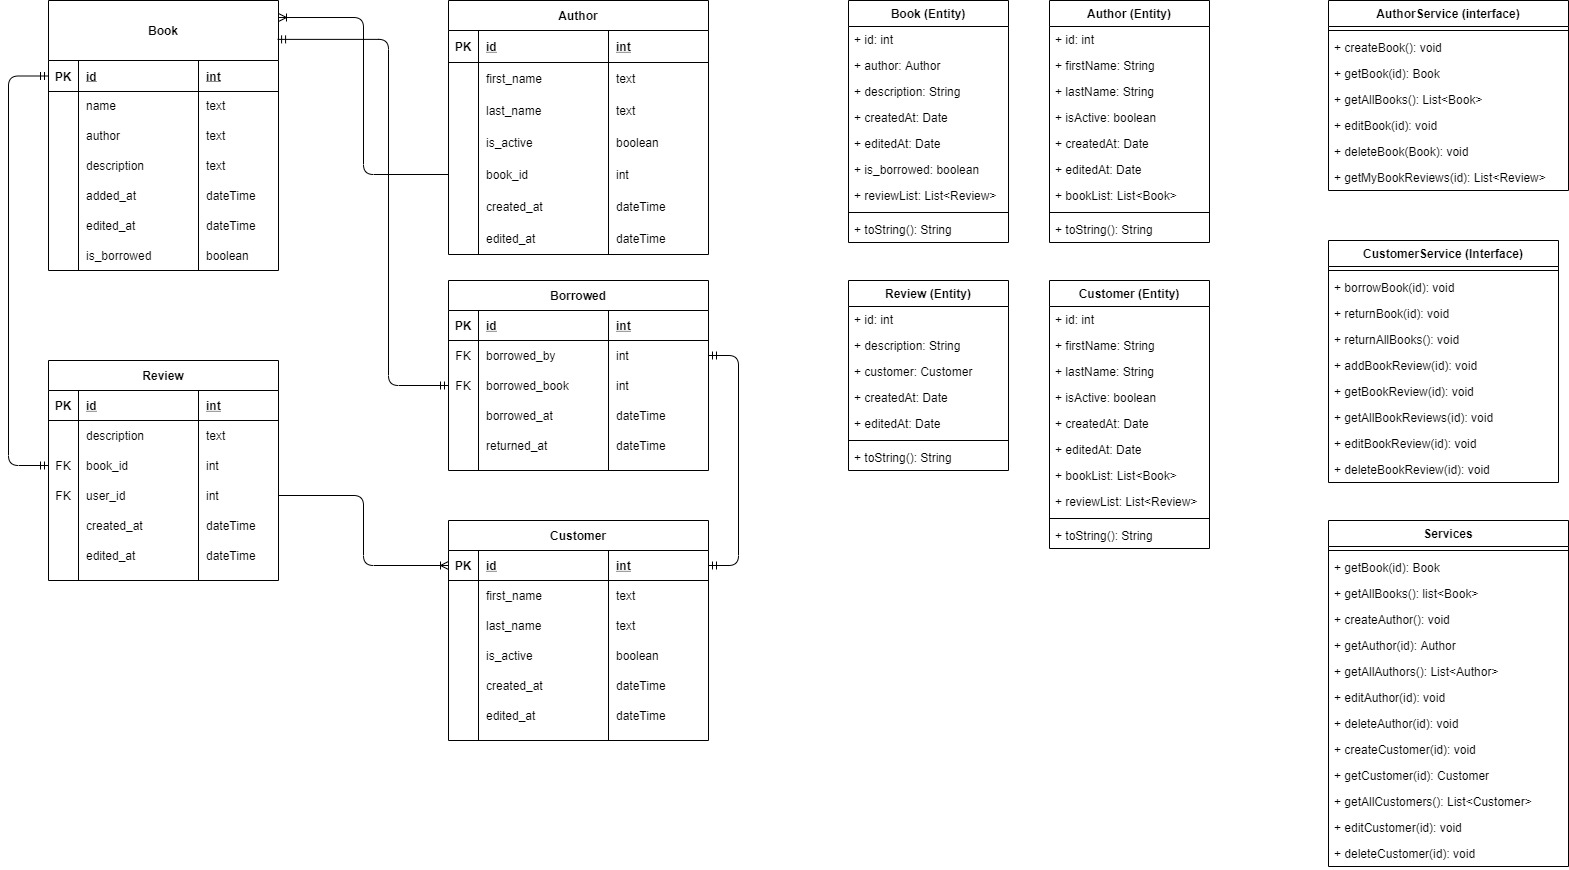 Book
PK id int
name text
author text
description text
added_at dateTime
edited_at dateTime
is_borrowed boolean
Review
PK id int
description text
FK book_id int
FK user_id int
created_at dateTime
edited_at dateTime
Author
PK id int
first_name text
last_name text
is_active boolean
book_id int
created_at dateTime
edited_at dateTime
Borrowed
PK id int
FK borrowed_by int
FK borrowed_book int
borrowed_at dateTime
returned_at dateTime
Customer
PK id int
first_name text
last_name text
is_active boolean
created_at dateTime
edited_at dateTime
Book (Entity)
+ id: int
+ author: Author
+ description: String
+ createdAt: Date
+ editedAt: Date
+ is_borrowed: boolean
+ reviewList: List<Review>
+ toString(): String
Author (Entity)
+ id: int
+ firstName: String
+ lastName: String
+ isActive: boolean
+ createdAt: Date
+ editedAt: Date
+ bookList: List<Book>
+ toString(): String
Review (Entity)
+ id: int
+ description: String
+ customer: Customer
+ createdAt: Date
+ editedAt: Date
+ toString(): String
Customer (Entity)
+ id: int
+ firstName: String
+ lastName: String
+ isActive: boolean
+ createdAt: Date
+ editedAt: Date
+ bookList: List<Book>
+ reviewList: List<Review>
+ toString(): String
AuthorService (interface)
+ createBook(): void
+ getBook(id): Book
+ getAllBooks(): List<Book>
+ editBook(id): void
+ deleteBook(Book): void
+ getMyBookReviews(id): List<Review>
CustomerService (Interface)
+ borrowBook(id): void
+ returnBook(id): void
+ returnAllBooks(): void
+ addBookReview(id): void
+ getBookReview(id): void
+ getAllBookReviews(id): void
+ editBookReview(id): void
+ deleteBookReview(id): void
Services
+ getBook(id): Book
+ getAllBooks(): list<Book>
+ createAuthor(): void
+ getAuthor(id): Author
+ getAllAuthors(): List<Author>
+ editAuthor(id): void
+ deleteAuthor(id): void
+ createCustomer(id): void
+ getCustomer(id): Customer
+ getAllCustomers(): List<Customer>
+ editCustomer(id): void
+ deleteCustomer(id): void